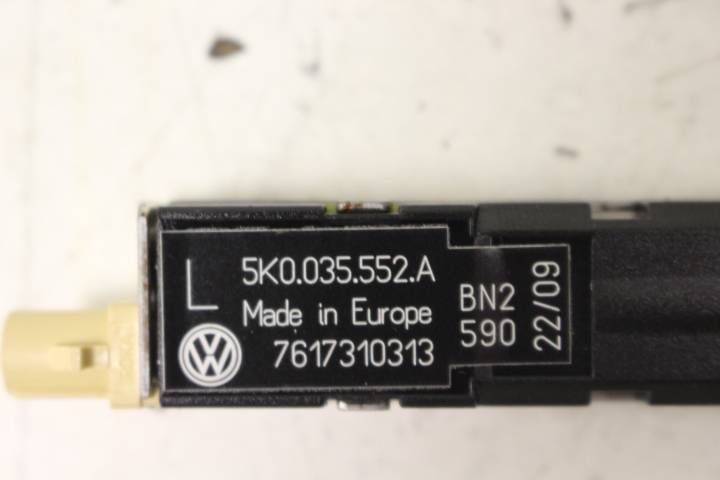 L
5K0.035.552.A
Made in Europe
7617310313
BN2
590
22/09